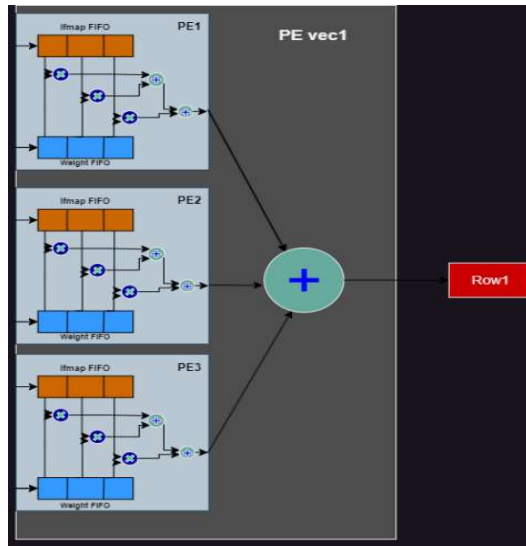 Ifmap FIFO
PE1
PE vec1
Weight FIFO
Ifmap FIFO
PE2
Row1
Weight FIFO
Ifmap FIFO
PE3
Weight FIFO